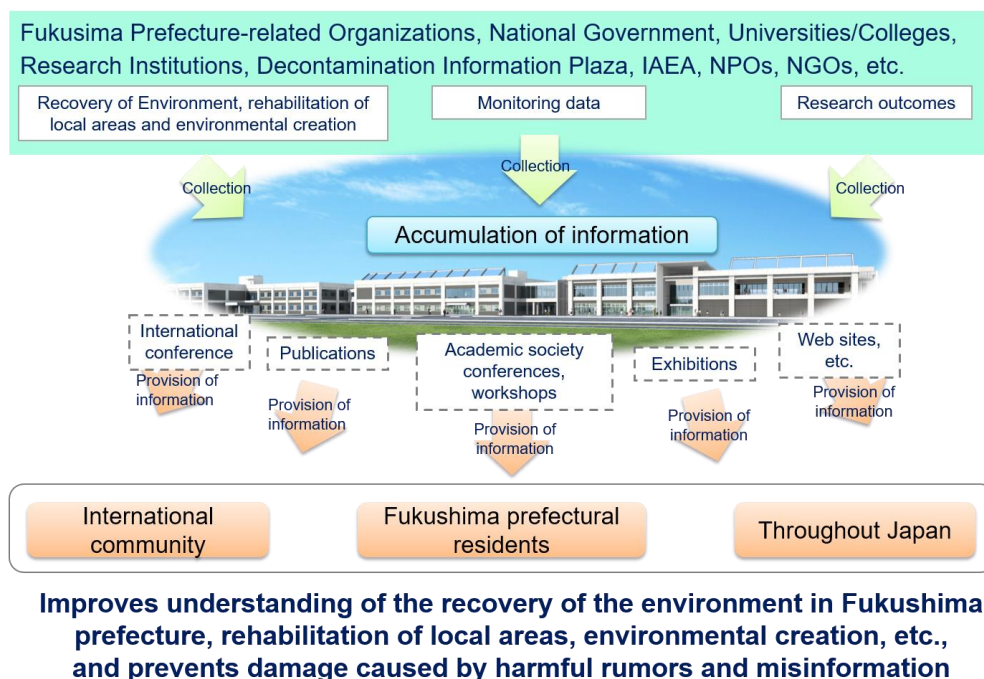 Fukusima Prefecture-related Organizations, National Government, Universities/Colleges,
Research Institutions, Decontamination Information Plaza, IAEA, NPOs, NGOs, etc.
Recovery of Environment, rehabilitation of
local areas and environmental creation
Monitoring data
Research outcomes
Collection
Collection
Collection
Accumulation of information
International
conference
Publications
Academic society
conferences,
workshops
Exhibitions
Web sites,
etc.
Provision of
information
Provision of
information
Provision of
information
Provision of
information
Provision of
information
International
community
Fukushima prefectural
residents
Throughout Japan
Improves understanding of the recovery of the environment in Fukushima
prefecture, rehabilitation of local areas, environmental creation, etc.,
and prevents damage caused by harmful rumors and misinformation